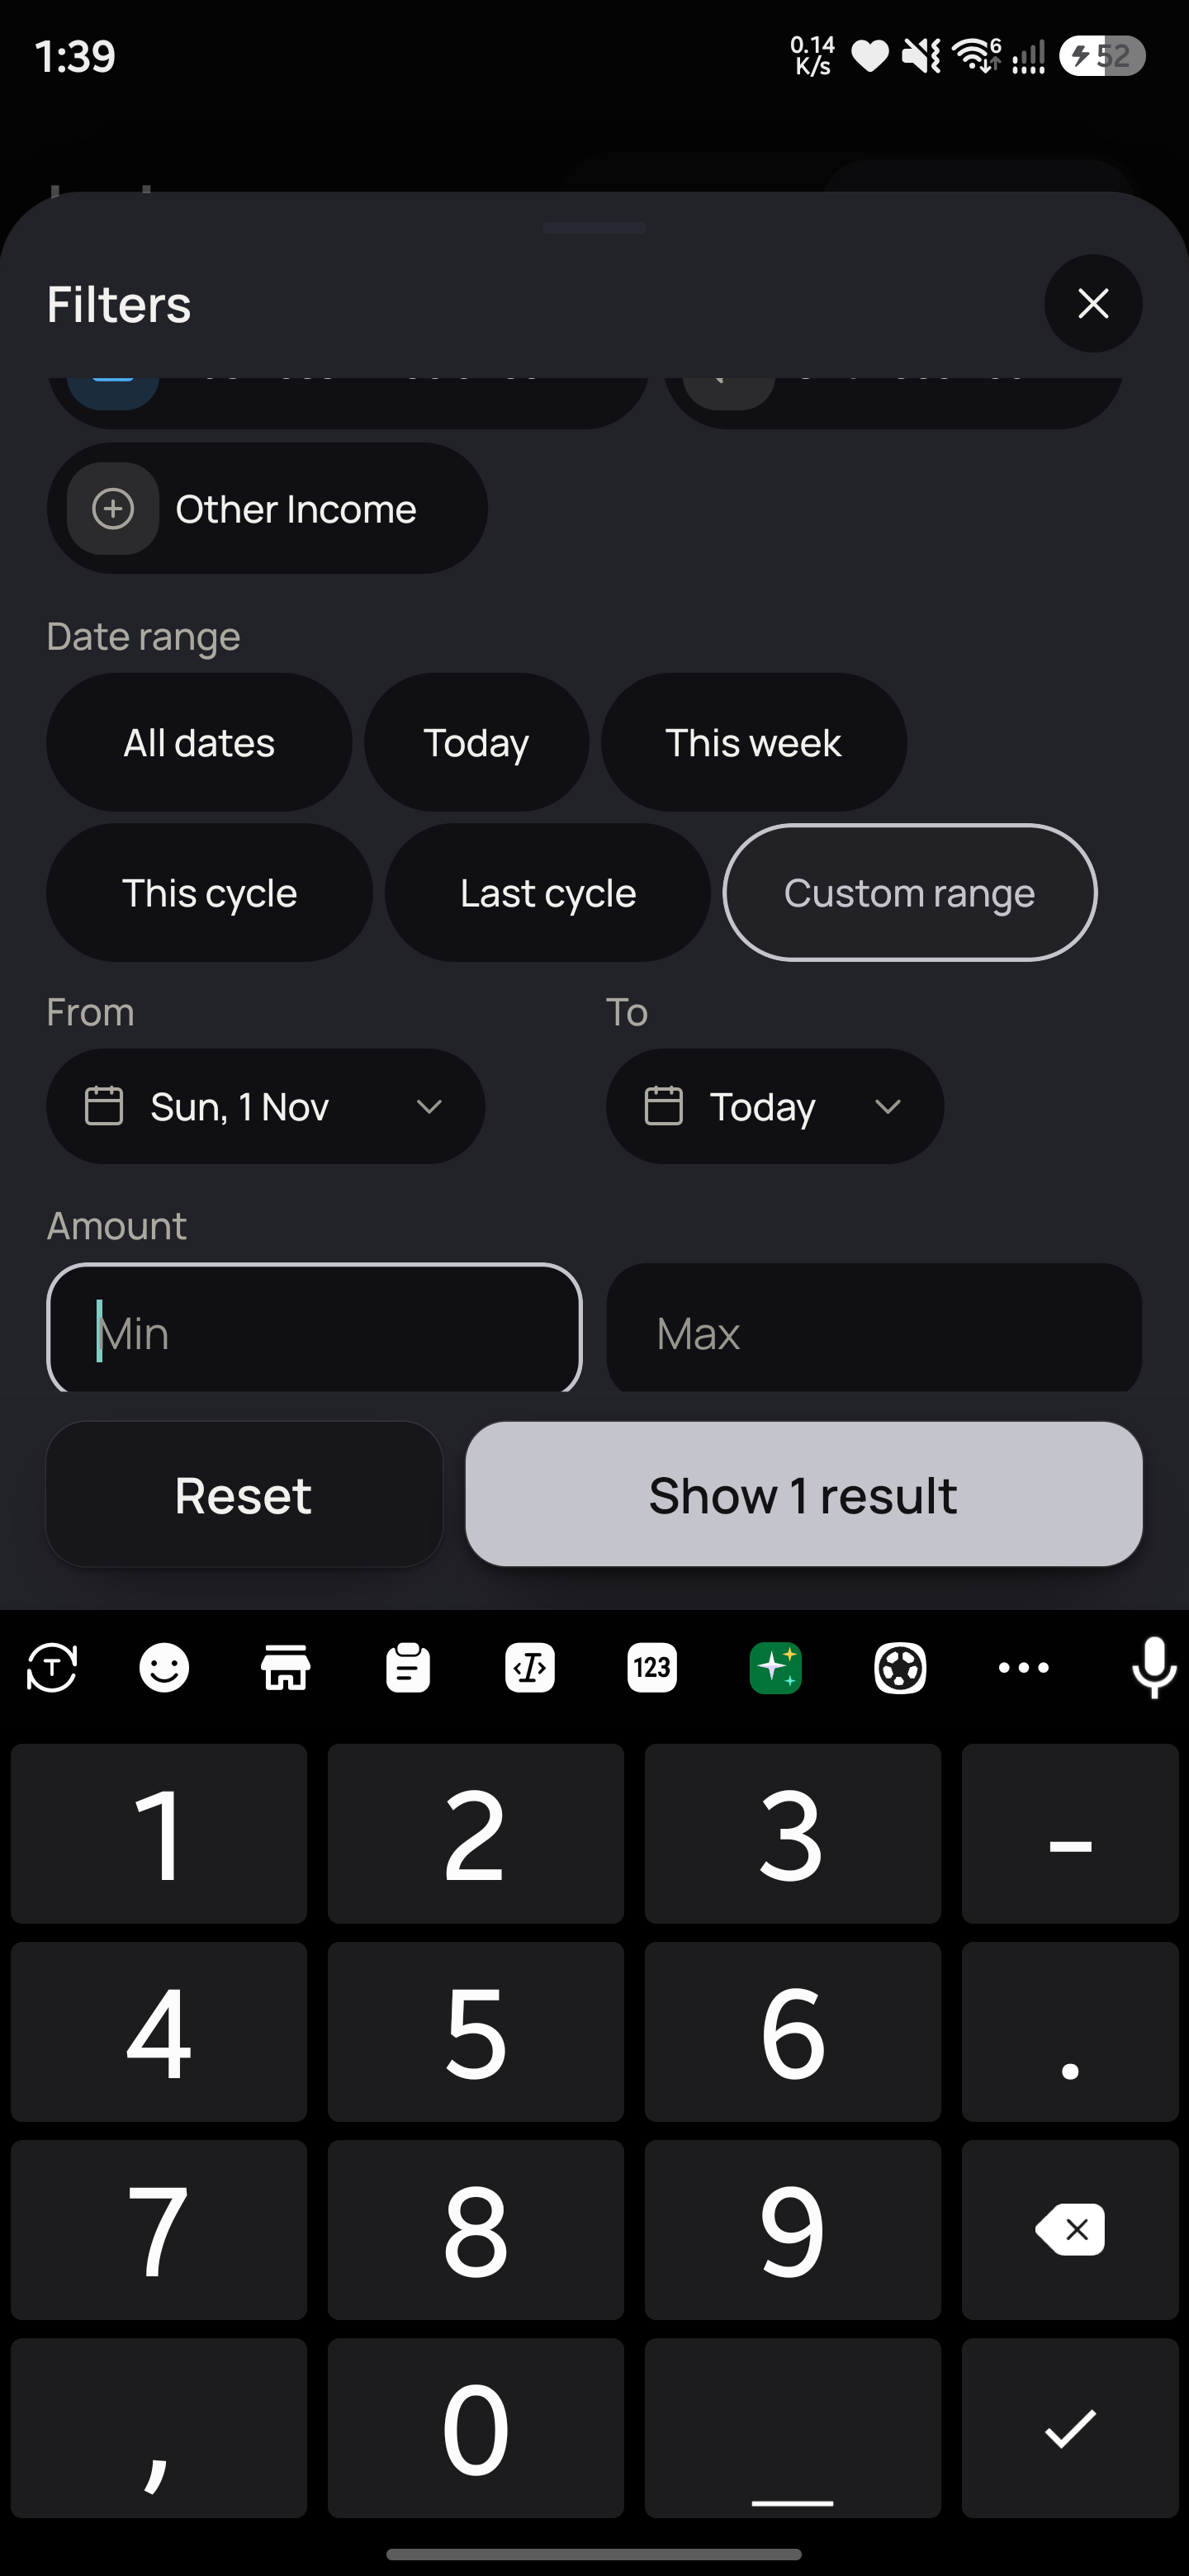 1:39
0.14
K/s
6
52
Filters
Other Income
Date range
All dates
Today
This week
This cycle
Last cycle
Custom range
From
To
Sun, 1 Nov
Today
Amount
Min
Max
Reset
Show 1 result
T
T
123
1
2
3
-
4
5
6
.
7
8
9
,
0